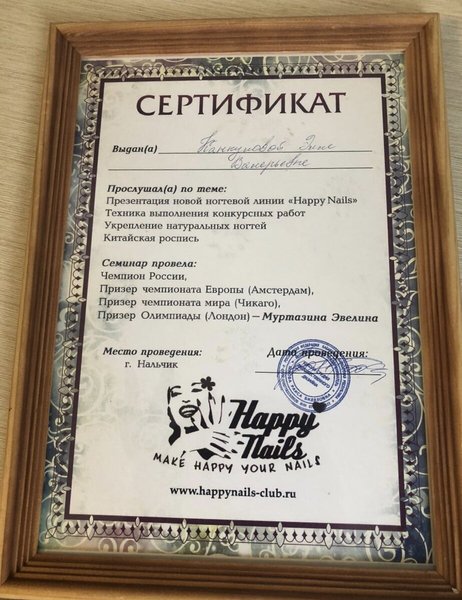 СЕРТИФИКАТ
Выдан(а)
Валерьевне
Прослушал(а) по теме:
Презентация новой ногтевой линии «Happy Nails»
Техника выполнения конкурсных работ
Укрепление натуральных ногтей
Китайская роспись
Семинар провела:
Чемпион России,
Призер чемпионата Европы (Амстердам),
Призер чемпионата мира (Чикаго),
Призер Олимпиады (Лондон) – Муртазина Эвелина
Место проведения: Дата проведения:
г. Нальчик
Happy
Nails
MAKE HAPPY YOUR NAILS
www.happynails-club.ru